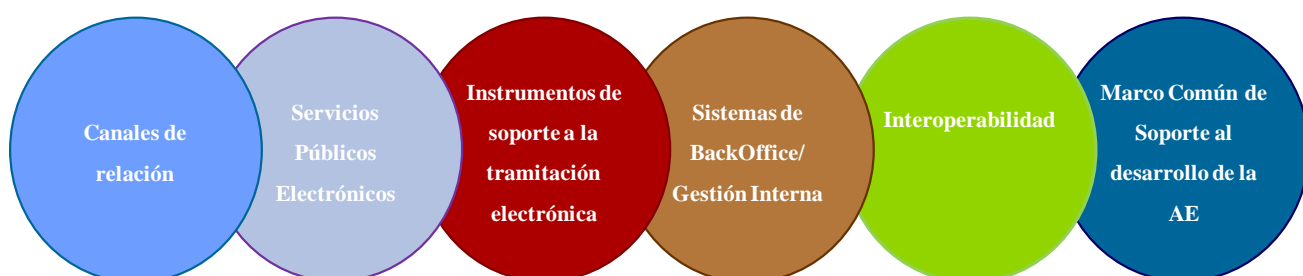 Canales de
relación
Servicios
Públicos
Electrónicos
Instrumentos de
soporte a la
tramitación
electrónica
Sistemas de
BackOffice/
Gestión Interna
Interoperabilidad
Marco Común de
Soporte al
desarrollo de la
AE